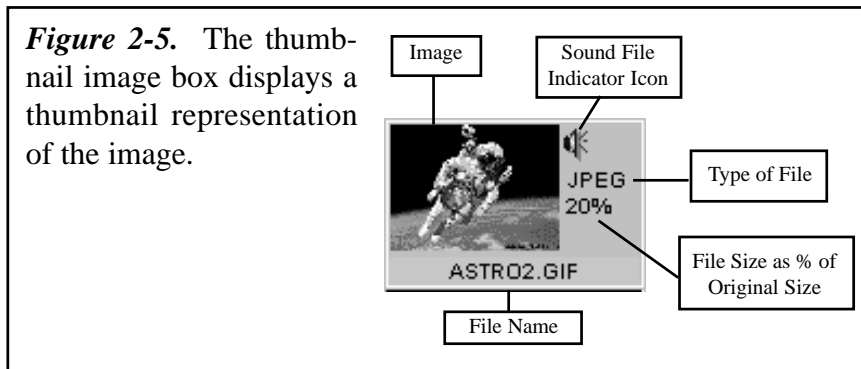 Figure 2-5. The thumb-
nail image box displays a
thumbnail representation
of the image.
Image
Sound File
Indicator Icon
JPEG
20%
Type of File
File Size as % of
Original Size
ASTRO2.GIF
File Name